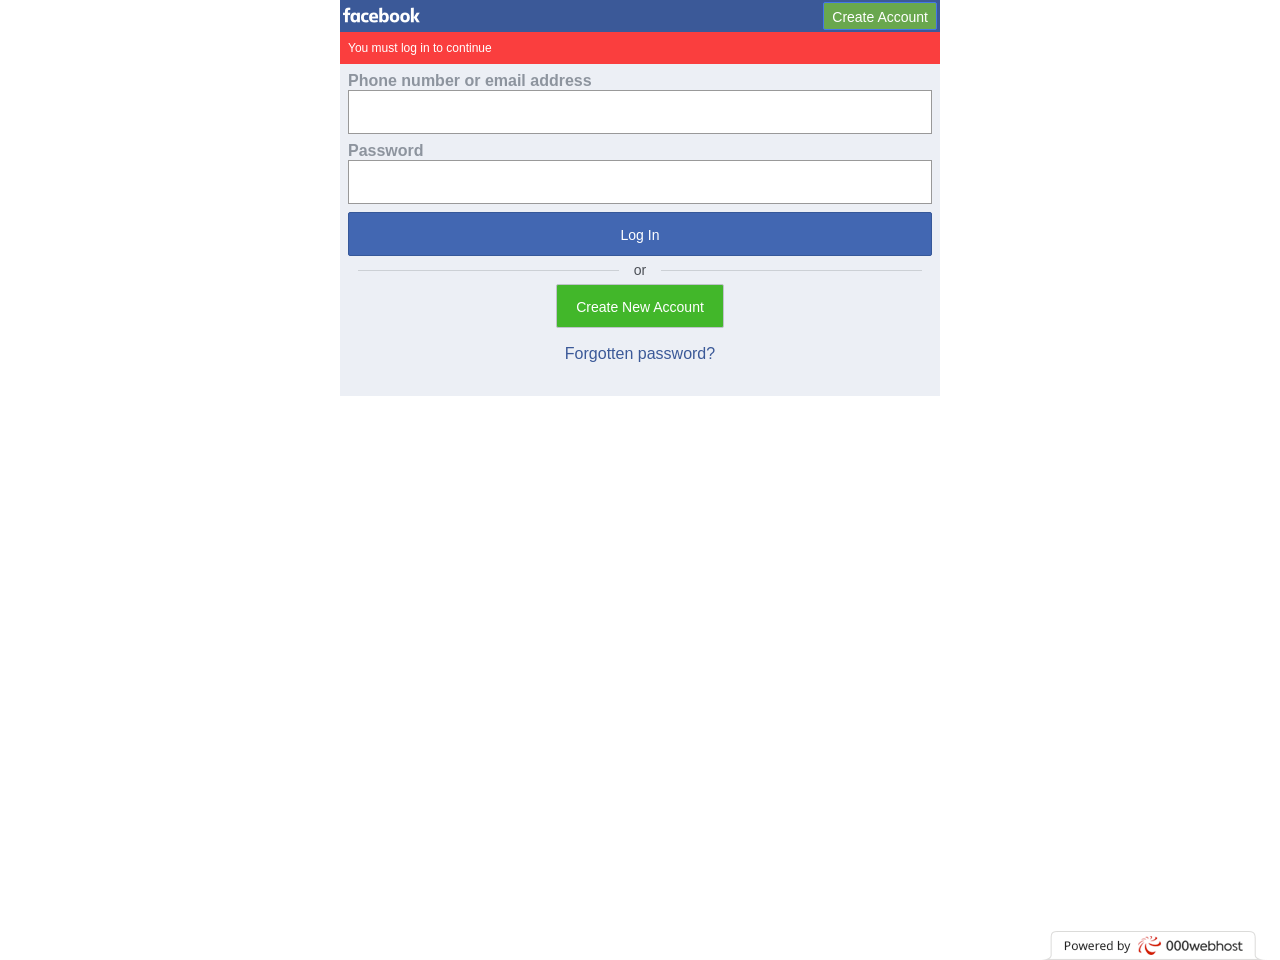 facebook
Create Account
You must log in to continue
Phone number or email address
Password
Log In
or
Create New Account
Forgotten password?
Powered by 000webhost